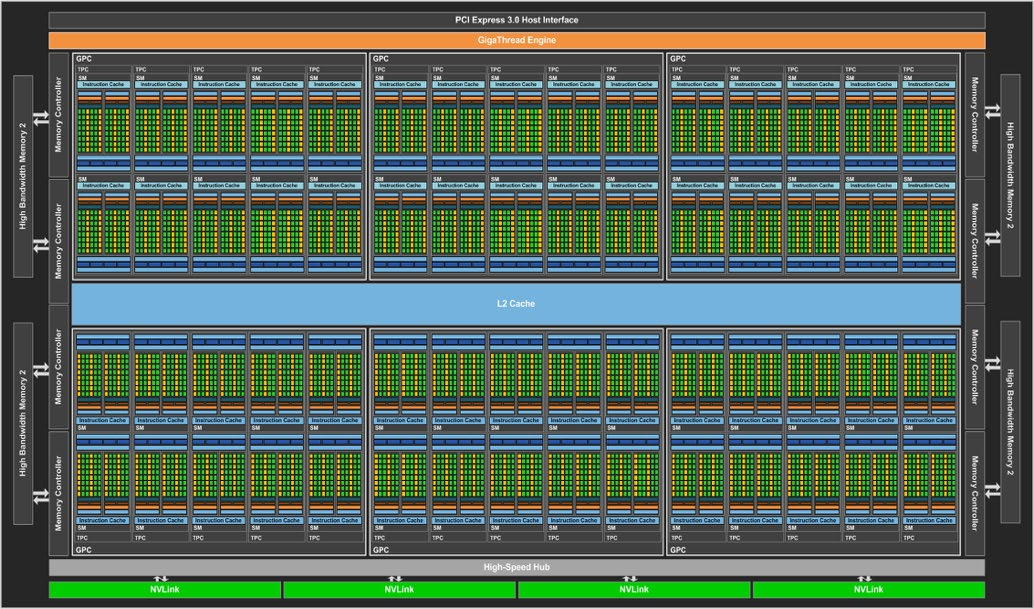 PCI Express 3.0 Host Interface
GigaThread Engine
High Bandwidth Memory 2
High Bandwidth Memory 2
Memory Controller
Memory Controller
Memory Controller
Memory Controller
GPC GPC GPC
TPC TPC TPC TPC TPC TPC TPC TPC TPC TPC TPC TPC TPC TPC TPC
SM SM SM SM SM SM SM SM SM SM SM SM SM SM SM
Instruction Cache Instruction Cache Instruction Cache Instruction Cache Instruction Cache Instruction Cache Instruction Cache Instruction Cache Instruction Cache Instruction Cache Instruction Cache Instruction Cache Instruction Cache Instruction Cache Instruction Cache
SM SM SM SM SM SM SM SM SM SM SM SM SM SM SM
Instruction Cache Instruction Cache Instruction Cache Instruction Cache Instruction Cache Instruction Cache Instruction Cache Instruction Cache Instruction Cache Instruction Cache Instruction Cache Instruction Cache Instruction Cache Instruction Cache Instruction Cache
L2 Cache
Instruction Cache Instruction Cache Instruction Cache Instruction Cache Instruction Cache Instruction Cache Instruction Cache Instruction Cache Instruction Cache Instruction Cache Instruction Cache Instruction Cache Instruction Cache Instruction Cache Instruction Cache
SM SM SM SM SM SM SM SM SM SM SM SM SM SM SM
Instruction Cache Instruction Cache Instruction Cache Instruction Cache Instruction Cache Instruction Cache Instruction Cache Instruction Cache Instruction Cache Instruction Cache Instruction Cache Instruction Cache Instruction Cache Instruction Cache Instruction Cache
SM SM SM SM SM SM SM SM SM SM SM SM SM SM SM
TPC TPC TPC TPC TPC TPC TPC TPC TPC TPC TPC TPC TPC TPC TPC
GPC GPC GPC
Memory Controller
Memory Controller
Memory Controller
Memory Controller
High Bandwidth Memory 2
High Bandwidth Memory 2
High-Speed Hub
NVLink NVLink NVLink NVLink